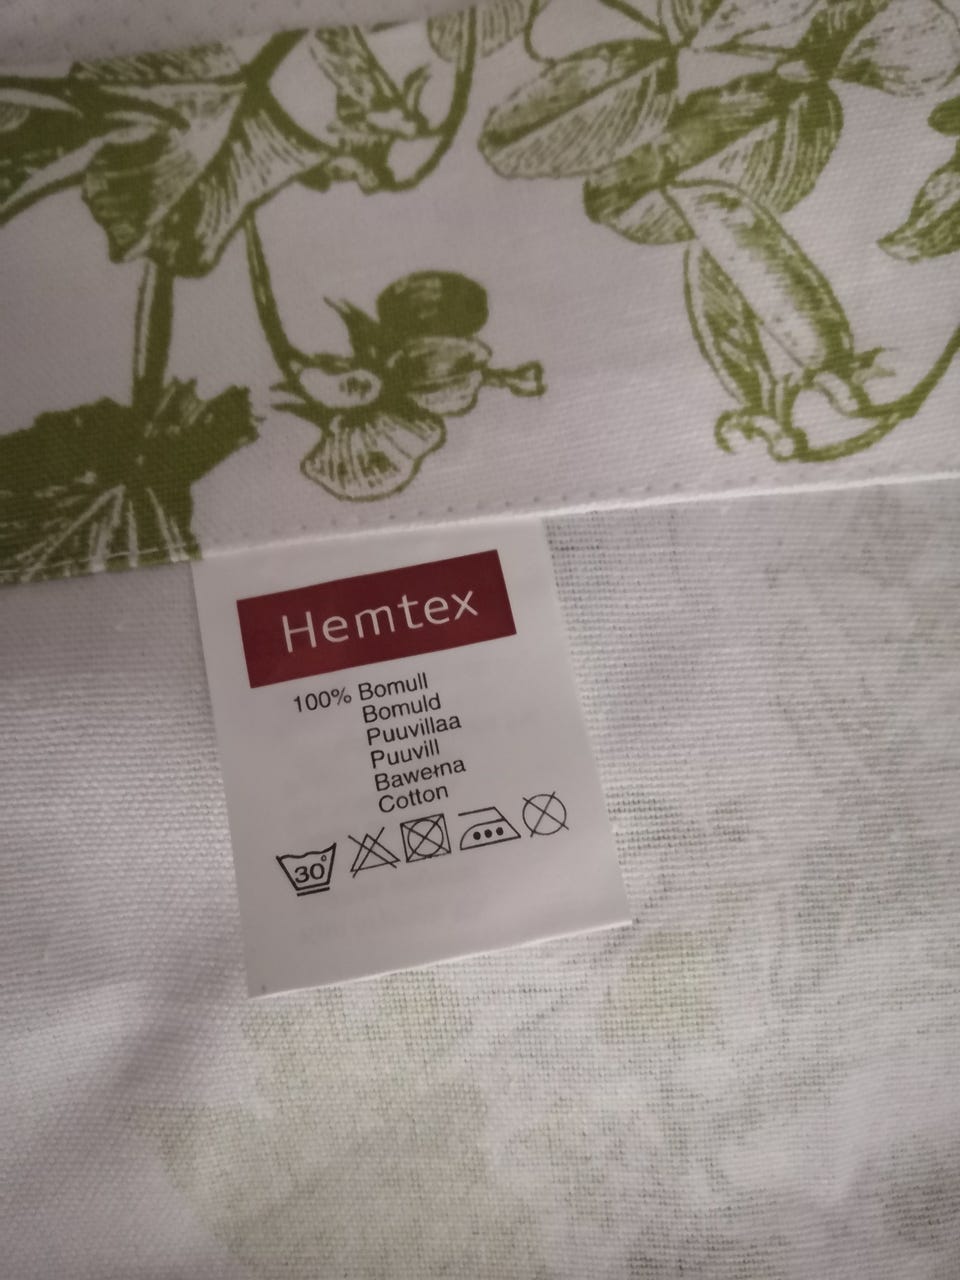 Hemtex
100% Bomull
Bomuld
Puuvillaa
Puuvill
Bawełna
Cotton
30°